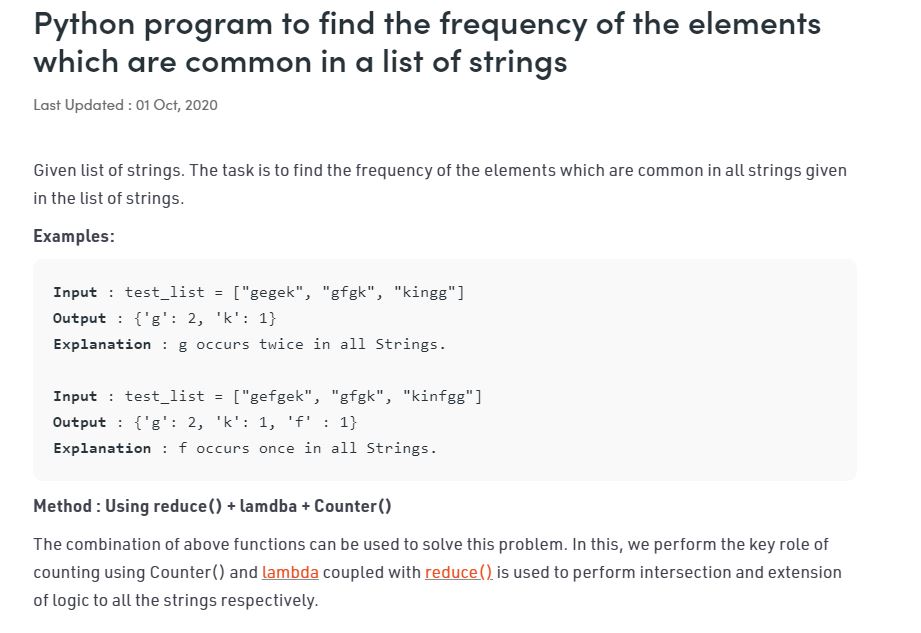 Python program to find the frequency of the elements
which are common in a list of strings
Last Updated : 01 Oct, 2020
Given list of strings. The task is to find the frequency of the elements which are common in all strings given
in the list of strings.
Examples:
Input : test_list = ["gegek", "gfgk", "kingg"]
Output : {'g': 2, 'k': 1}
Explanation : g occurs twice in all Strings.
Input : test_list = ["gefgek", "gfgk", "kinfgg"]
Output : {'g': 2, 'k': 1, 'f' : 1}
Explanation : f occurs once in all Strings.
Method : Using reduce() + lamdba + Counter()
The combination of above functions can be used to solve this problem. In this, we perform the key role of
counting using Counter() and lambda coupled with reduce() is used to perform intersection and extension
of logic to all the strings respectively.